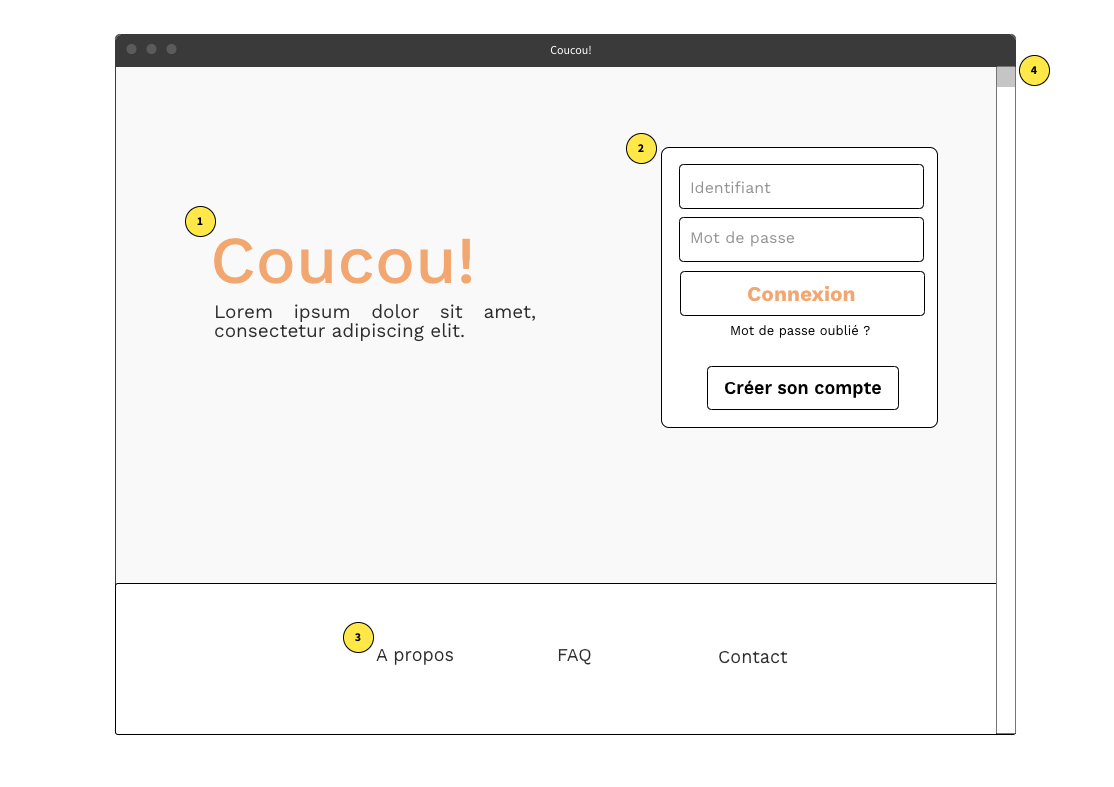 Coucou!
4
2
Identifiant
1
Mot de passe
Coucou!
Connexion
Lorem ipsum dolor sit amet,
consectetur adipiscing elit.
Mot de passe oublié ?
Créer son compte
3
A propos
FAQ
Contact